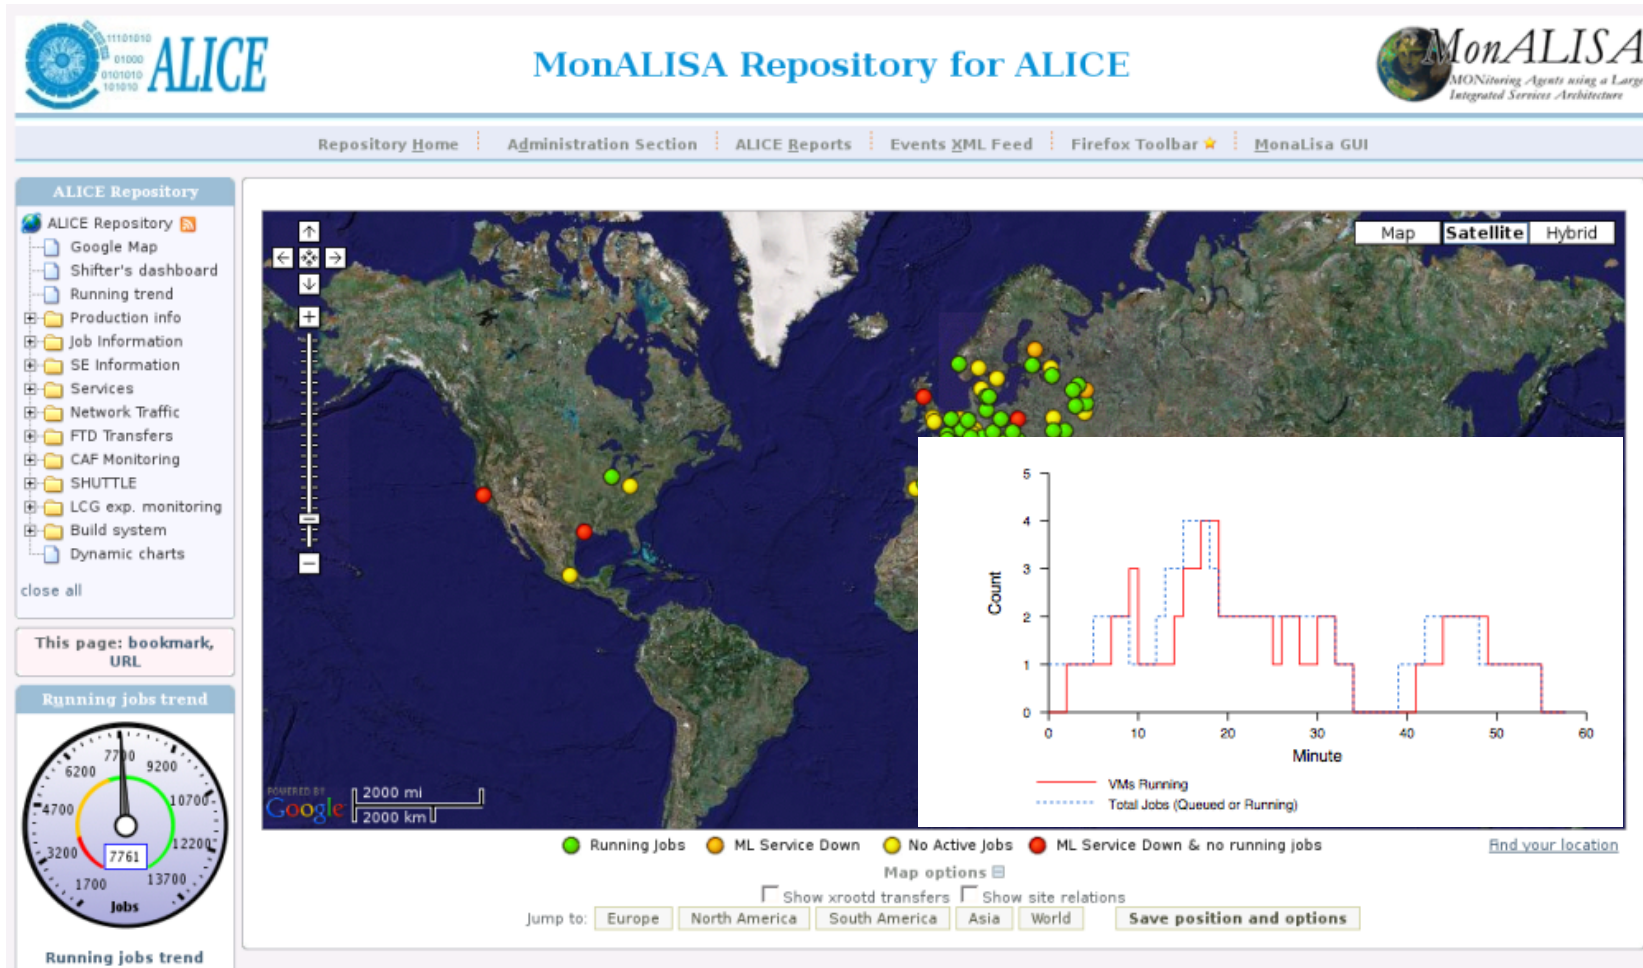 11101010
01000
0101010
101010
ALICE
MonALISA Repository for ALICE
MonALISA
MONitoring Agents using a Large
Integrated Services Architecture
Repository Home
Administration Section
ALICE Reports
Events XML Feed
Firefox Toolbar
MonaLisa GUI
ALICE Repository
ALICE Repository
Google Map
Shifter's dashboard
Running trend
Production info
Job Information
SE Information
Services
Network Traffic
FTD Transfers
CAF Monitoring
SHUTTLE
LCG exp. monitoring
Build system
Dynamic charts
close all
This page: bookmark,
URL
Running jobs trend
1700
3200
4700
6200
7700
9200
10700
12200
13700
7761
Jobs
Running jobs trend
Map
Satellite
Hybrid
POWERED BY
Google
2000 mi
2000 km
5
4
3
2
1
0
Count
0 10 20 30 40 50 60
Minute
VMs Running
Total Jobs (Queued or Running)
Running Jobs
ML Service Down
No Active Jobs
ML Service Down & no running jobs
Find your location
Map options
Show xrootd transfers
Show site relations
Jump to:
Europe
North America
South America
Asia
World
Save position and options